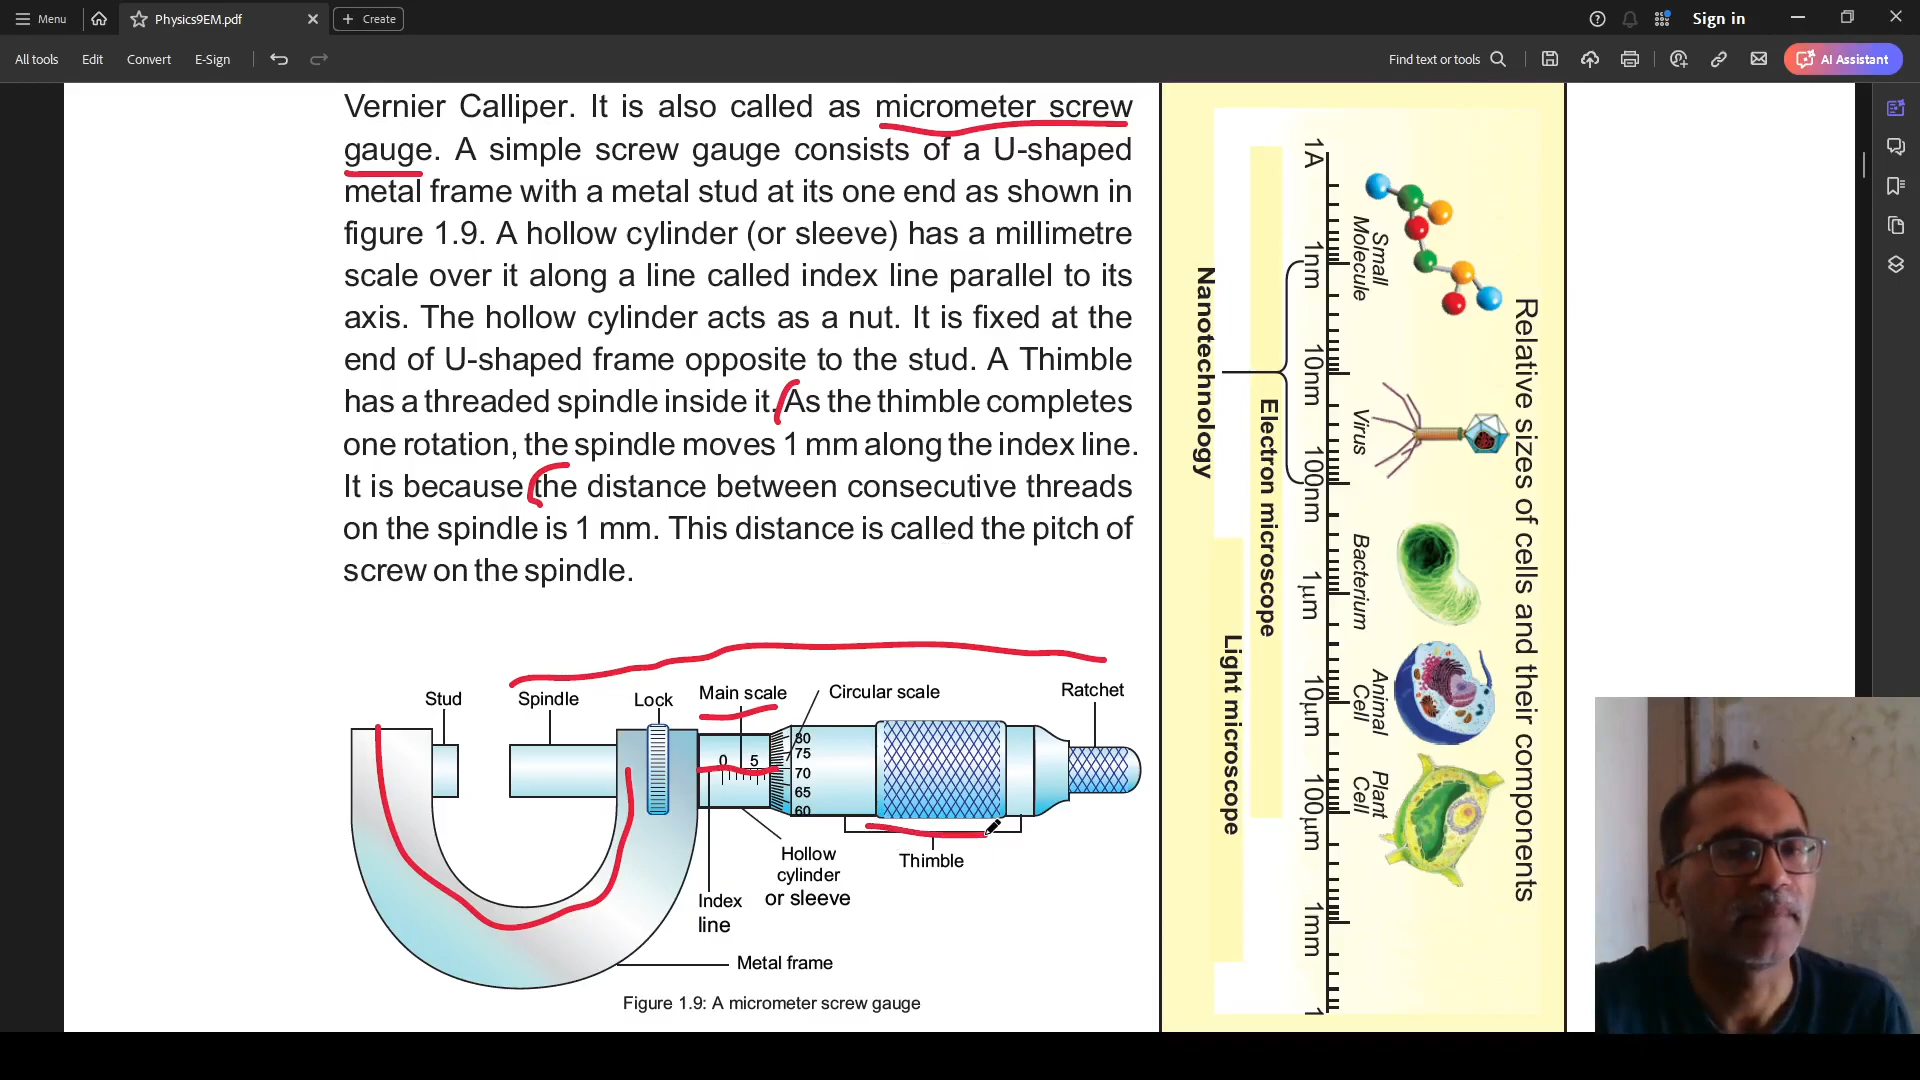 Menu
Physics9EM.pdf
Create
Sign in
All tools
Edit
Convert
E-Sign
Find text or tools
AI Assistant
Vernier Calliper. It is also called as micrometer screw
gauge. A simple screw gauge consists of a U-shaped
metal frame with a metal stud at its one end as shown in
figure 1.9. A hollow cylinder (or sleeve) has a millimetre
scale over it along a line called index line parallel to its
axis. The hollow cylinder acts as a nut. It is fixed at the
end of U-shaped frame opposite to the stud. A Thimble
has a threaded spindle inside it. As the thimble completes
one rotation, the spindle moves 1 mm along the index line.
It is because the distance between consecutive threads
on the spindle is 1 mm. This distance is called the pitch of
screw on the spindle.
Stud
Spindle
Lock
Main scale
Circular scale
Ratchet
0 5
80
75
70
65
60
Thimble
Hollow
cylinder
or sleeve
Index
line
Metal frame
Figure 1.9: A micrometer screw gauge
Relative sizes of cells and their components
Small
Molecule
Virus
Bacterium
Animal
Cell
Plant
Cell
1A
1nm
10nm
100nm
1µm
10µm
100µm
1mm
1
Electron microscope
Light microscope
Nanotechnology